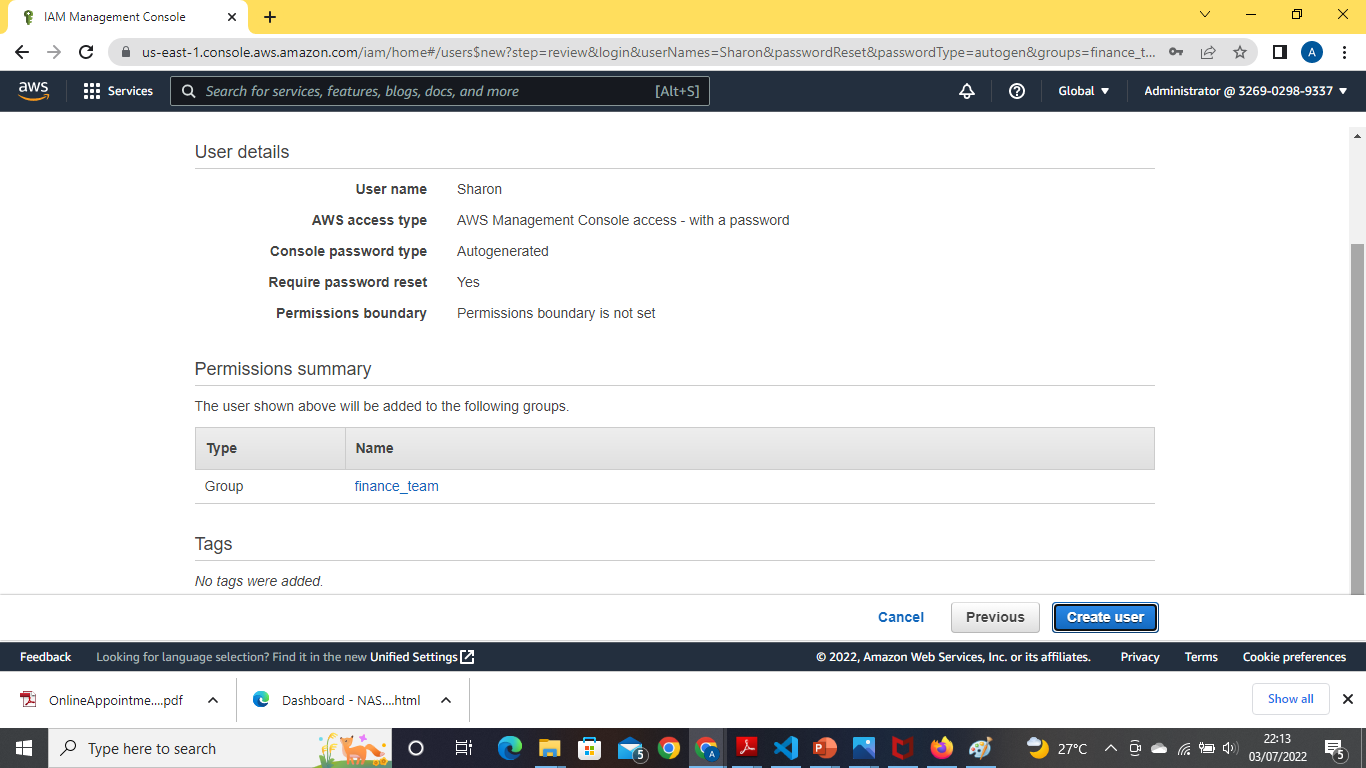 IAM Management Console
us-east-1.console.aws.amazon.com/iam/home#/users$new?step=review&login&userNames=Sharon&passwordReset&passwordType=autogen&groups=finance_t...
A
aws
Services
Search for services, features, blogs, docs, and more
[Alt+S]
Global
Administrator @ 3269-0298-9337
User details
User name Sharon
AWS access type AWS Management Console access - with a password
Console password type Autogenerated
Require password reset Yes
Permissions boundary Permissions boundary is not set
Permissions summary
The user shown above will be added to the following groups.
Type Name
Group finance_team
Tags
No tags were added.
Cancel Previous Create user
Feedback Looking for language selection? Find it in the new Unified Settings
© 2022, Amazon Web Services, Inc. or its affiliates. Privacy Terms Cookie preferences
OnlineAppointme....pdf Dashboard - NAS....html Show all
Type here to search
5
A
27°C
22:13
03/07/2022
5